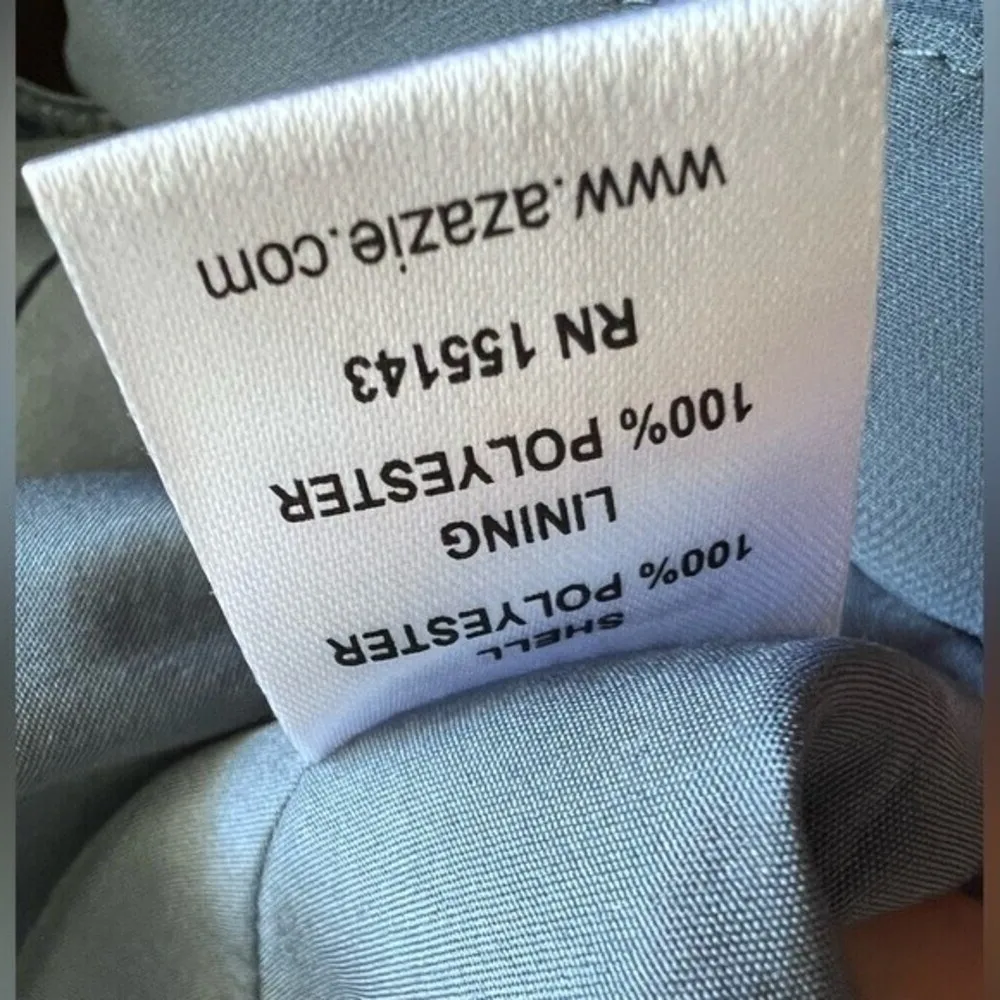 SHELL
100% POLYESTER
LINING
100% POLYESTER
RN 155143
www.azazie.com